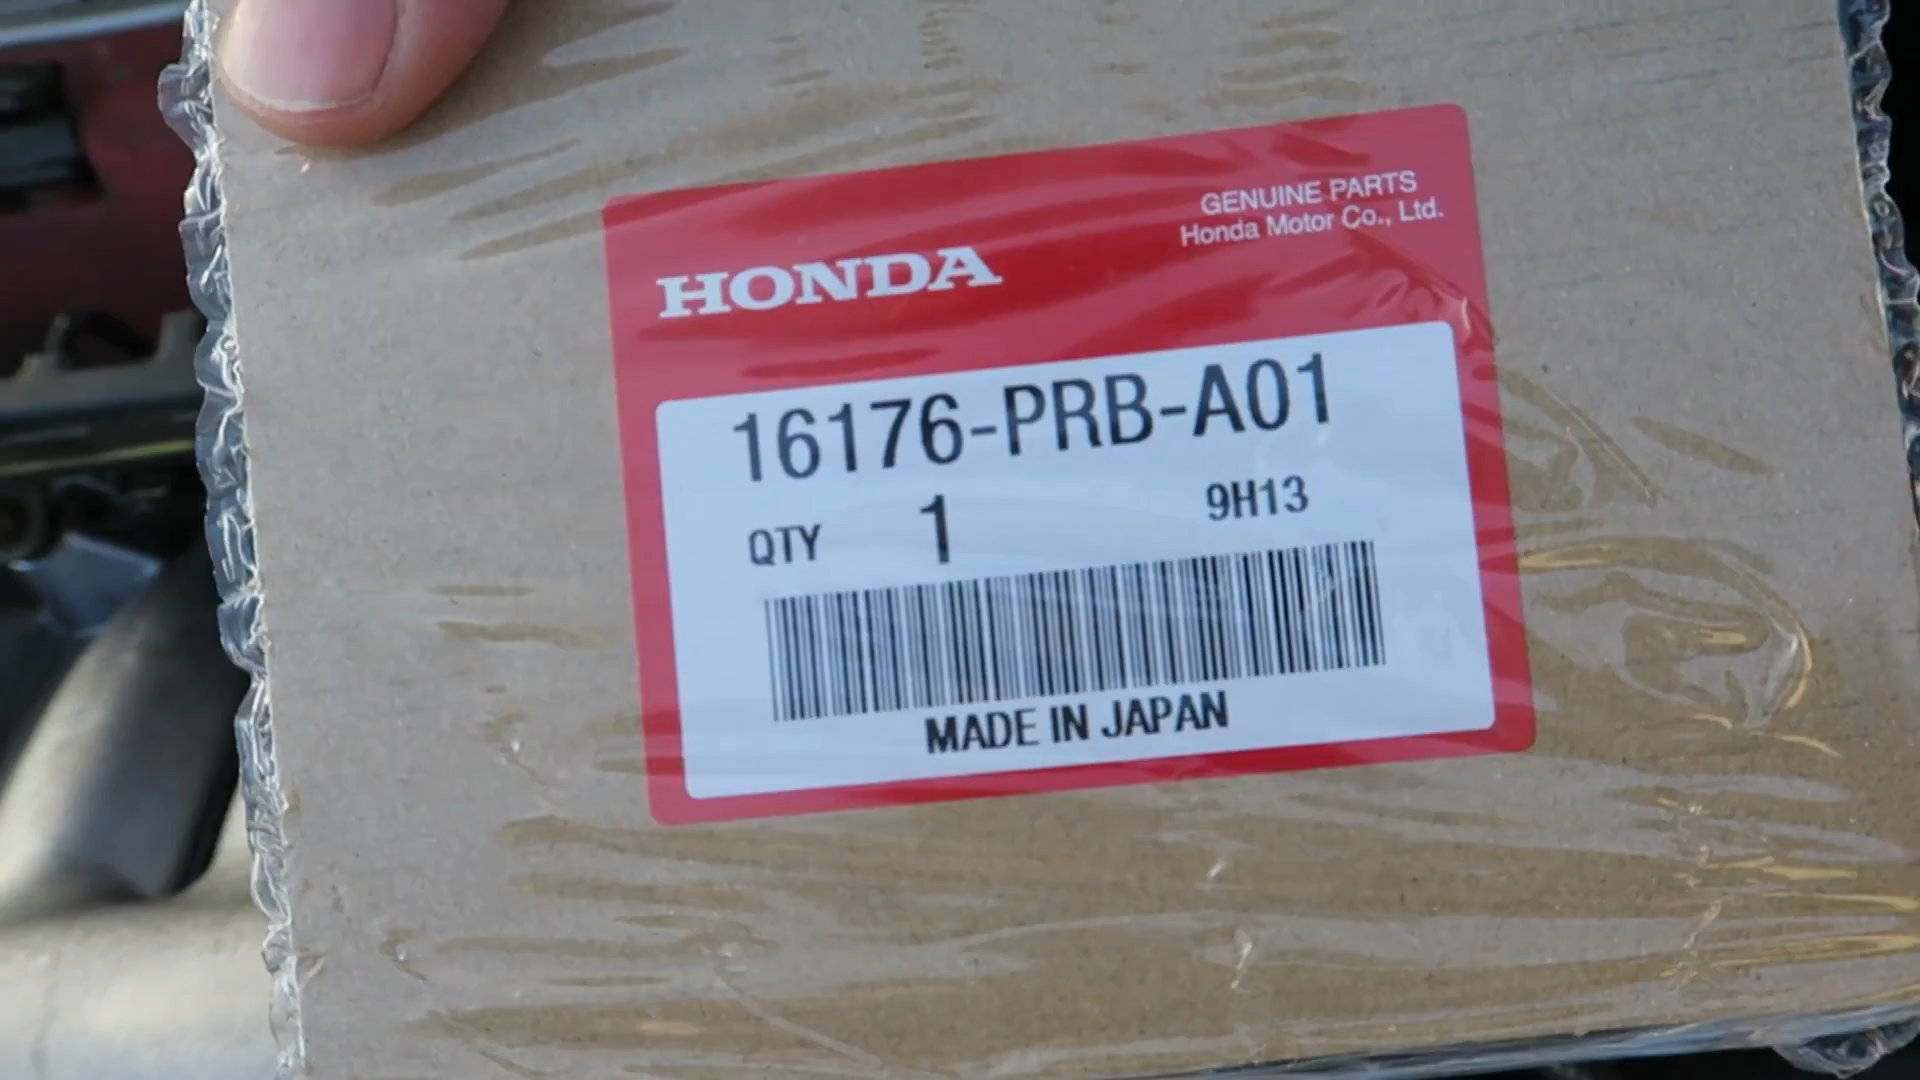 GENUINE PARTS
Honda Motor Co., Ltd.
HONDA
16176-PRB-A01
QTY 1 9H13
MADE IN JAPAN